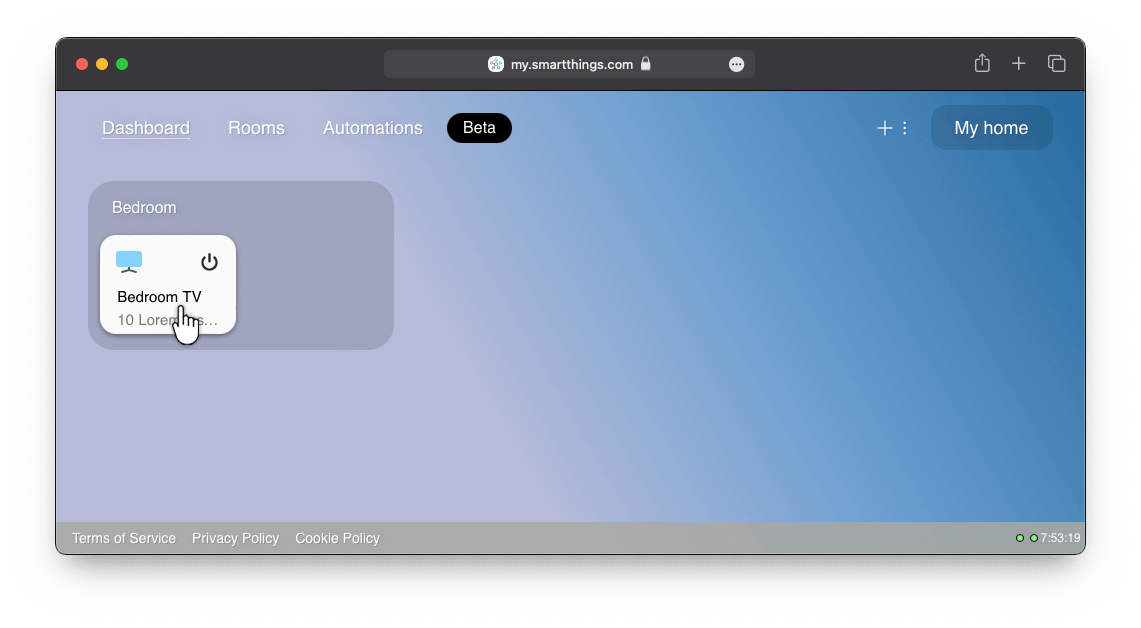 my.smartthings.com
Dashboard Rooms Automations Beta My home
Bedroom
Bedroom TV
10 Lorem
Terms of Service Privacy Policy Cookie Policy 7:53:19